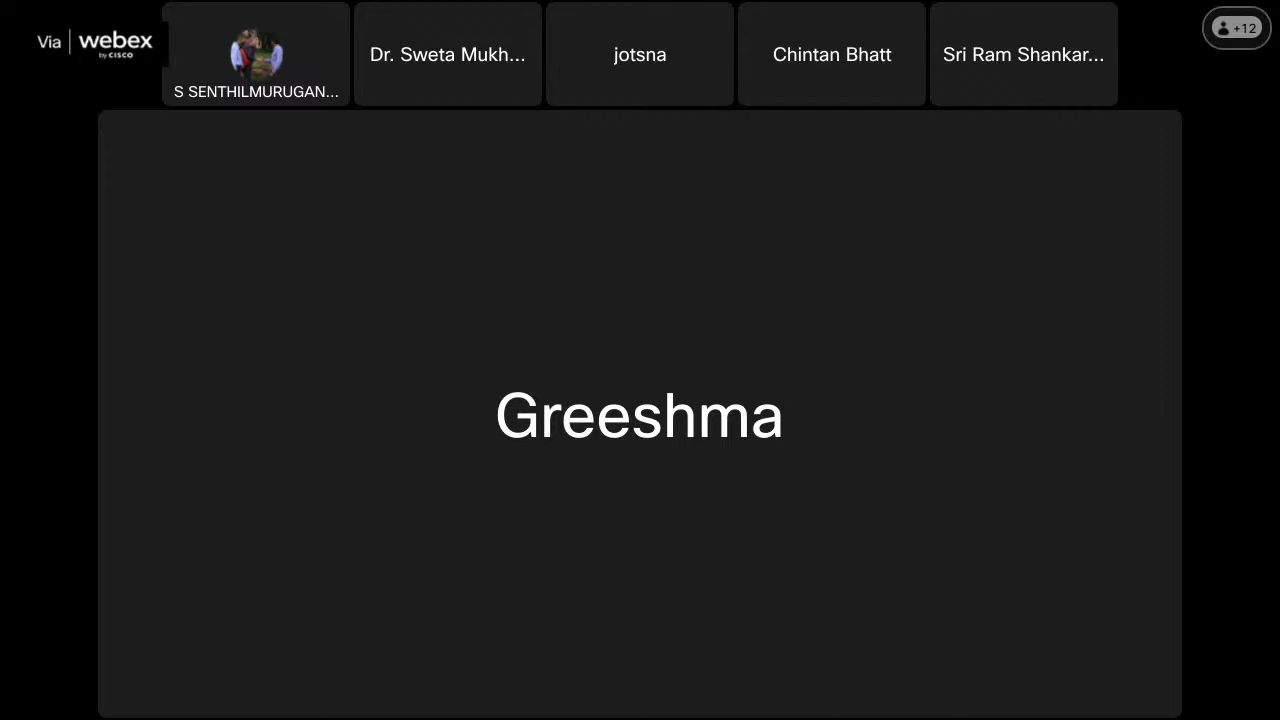 Via | webex
by CISCO
S SENTHILMURUGAN...
Dr. Sweta Mukh...
jotsna
Chintan Bhatt
Sri Ram Shankar...
+12
Greeshma